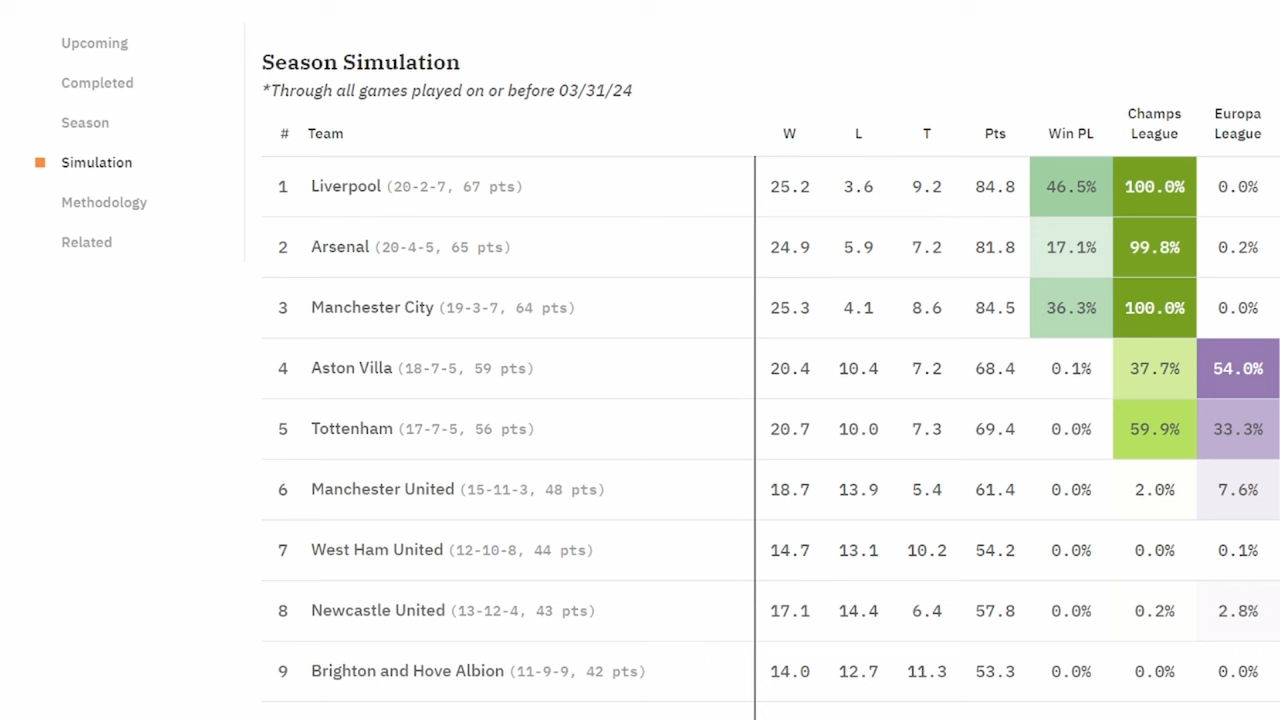 Upcoming
Completed
Season
Simulation
Methodology
Related
Season Simulation
*Through all games played on or before 03/31/24
# Team W L T Pts Win PL Champs League Europa League
1 Liverpool (20-2-7, 67 pts) 25.2 3.6 9.2 84.8 46.5% 100.0% 0.0%
2 Arsenal (20-4-5, 65 pts) 24.9 5.9 7.2 81.8 17.1% 99.8% 0.2%
3 Manchester City (19-3-7, 64 pts) 25.3 4.1 8.6 84.5 36.3% 100.0% 0.0%
4 Aston Villa (18-7-5, 59 pts) 20.4 10.4 7.2 68.4 0.1% 37.7% 54.0%
5 Tottenham (17-7-5, 56 pts) 20.7 10.0 7.3 69.4 0.0% 59.9% 33.3%
6 Manchester United (15-11-3, 48 pts) 18.7 13.9 5.4 61.4 0.0% 2.0% 7.6%
7 West Ham United (12-10-8, 44 pts) 14.7 13.1 10.2 54.2 0.0% 0.0% 0.1%
8 Newcastle United (13-12-4, 43 pts) 17.1 14.4 6.4 57.8 0.0% 0.2% 2.8%
9 Brighton and Hove Albion (11-9-9, 42 pts) 14.0 12.7 11.3 53.3 0.0% 0.0% 0.0%